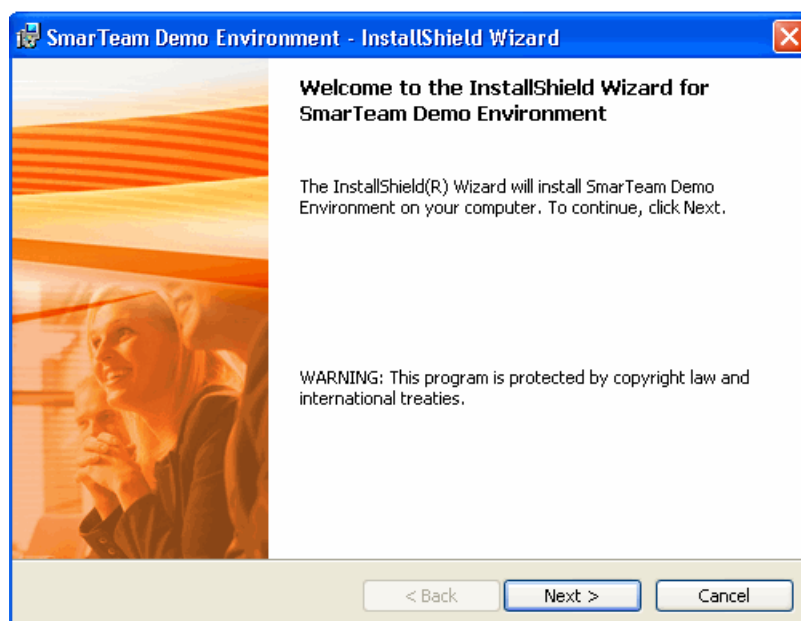 SmarTeam Demo Environment - InstallShield Wizard
Welcome to the InstallShield Wizard for
SmarTeam Demo Environment
The InstallShield(R) Wizard will install SmarTeam Demo
Environment on your computer. To continue, click Next.
WARNING: This program is protected by copyright law and
international treaties.
< Back
Next >
Cancel